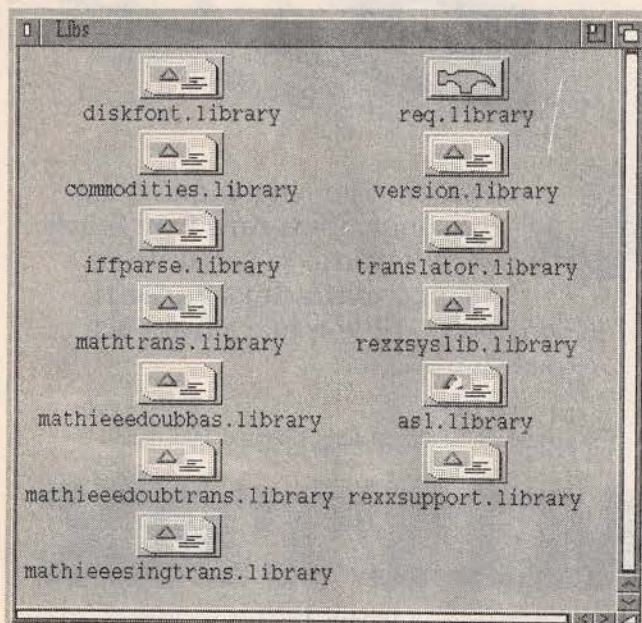 Libs
diskfont.library req.library
commodities.library version.library
iffparse.library translator.library
mathtrans.library rexxsyslib.library
mathieeedoubbas.library asl.library
mathieeedoubtrans.library rexxsupport.library
mathieeesingtrans.library